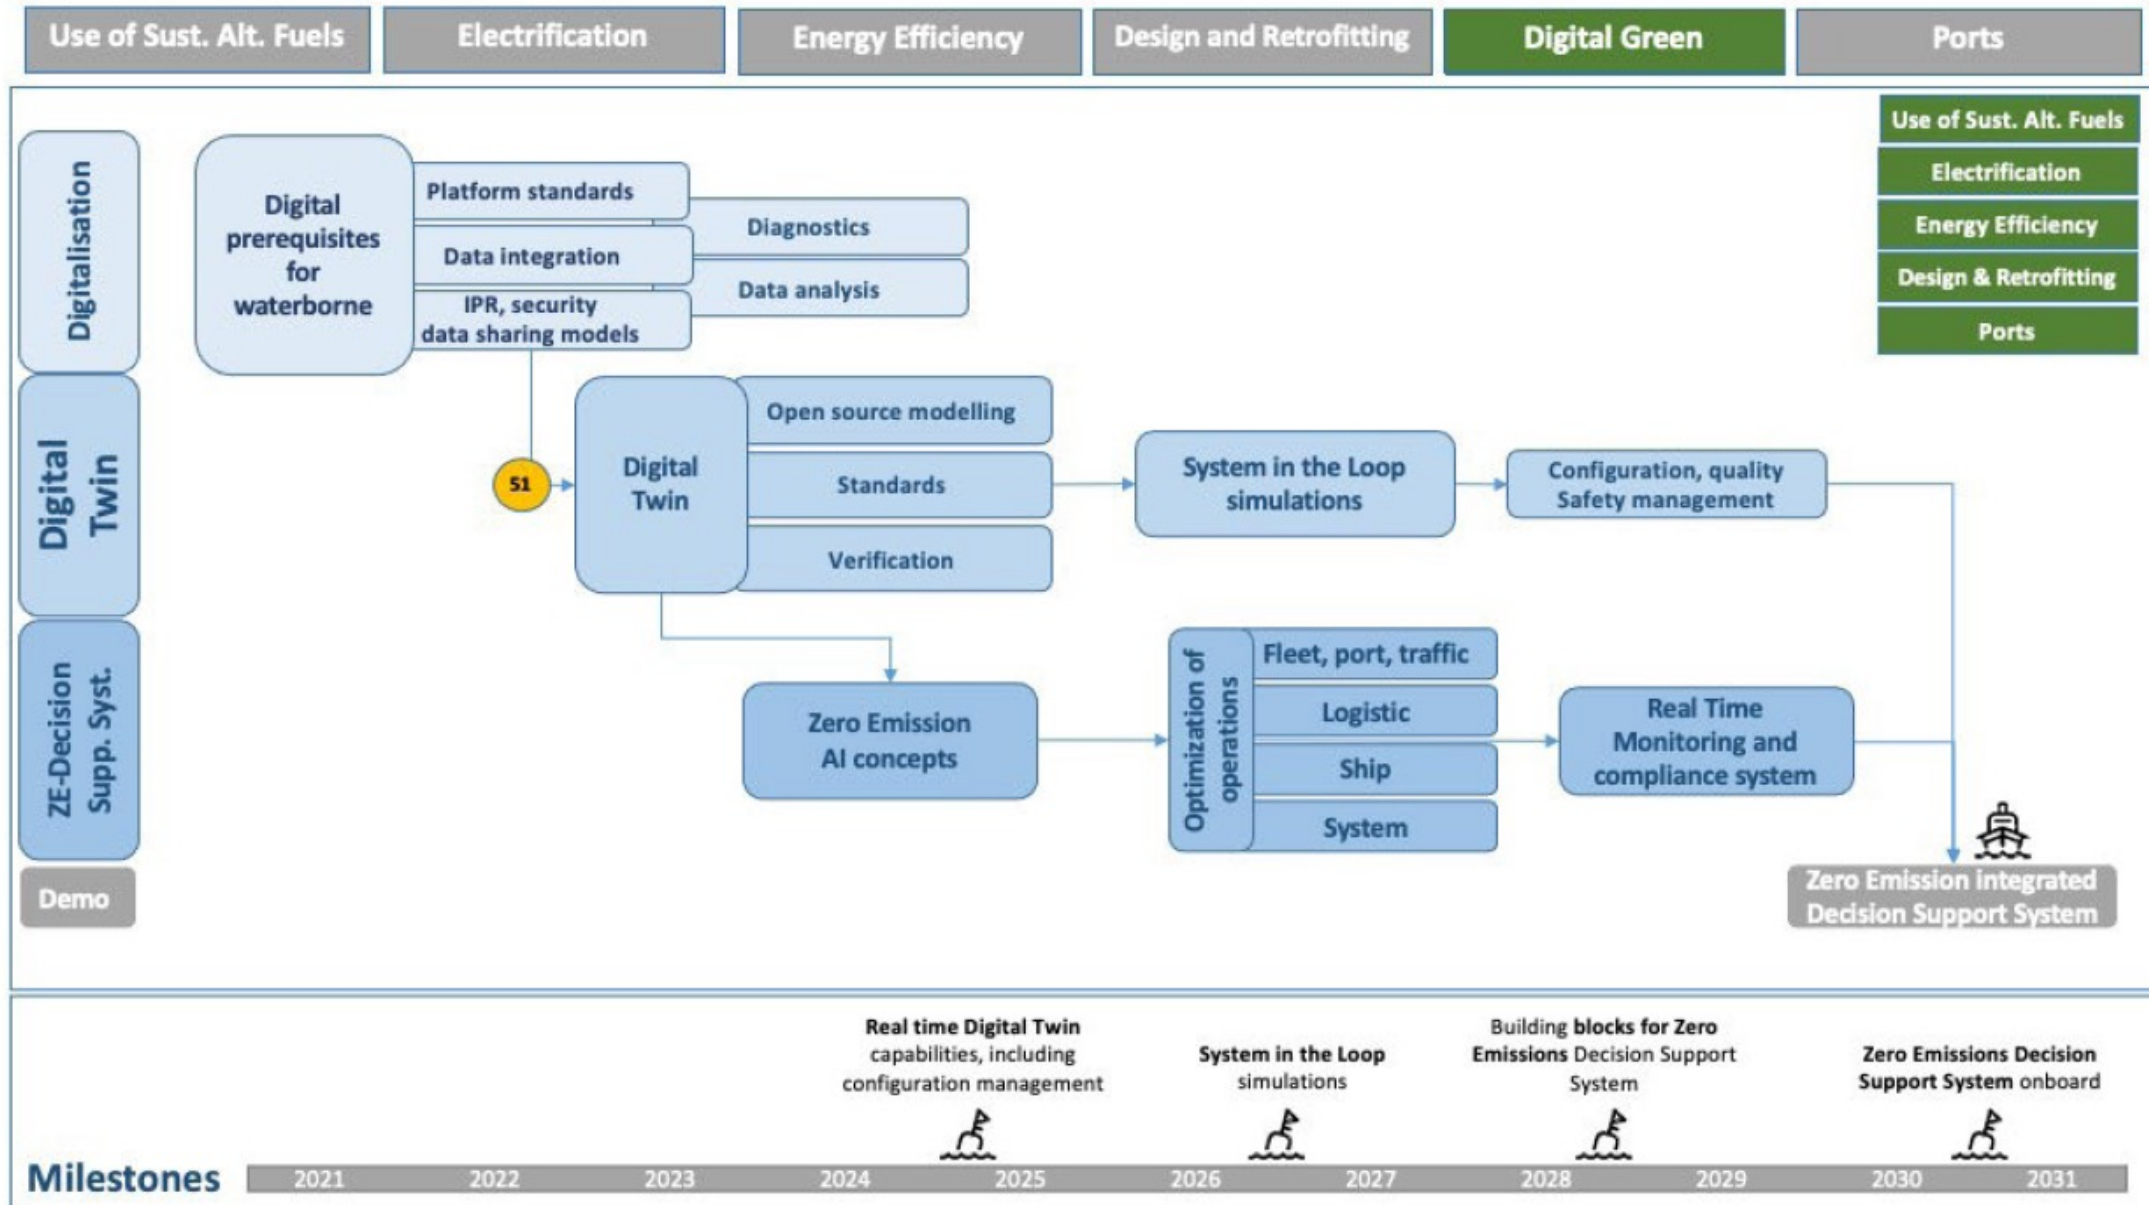 Use of Sust. Alt. Fuels
Electrification
Energy Efficiency
Design and Retrofitting
Digital Green
Ports
Use of Sust. Alt. Fuels
Electrification
Energy Efficiency
Design & Retrofitting
Ports
Digitalisation
Digital
prerequisites
for
waterborne
Platform standards
Data integration
IPR, security
data sharing models
Diagnostics
Data analysis
Digital
Twin
51
Digital
Twin
Open source modelling
Standards
Verification
System in the Loop
simulations
Configuration, quality
Safety management
ZE-Decision
Supp. Syst.
Zero Emission
AI concepts
Optimization of
operations
Fleet, port, traffic
Logistic
Ship
System
Real Time
Monitoring and
compliance system
Demo
Zero Emission integrated
Decision Support System
Real time Digital Twin
capabilities, including
configuration management
System in the Loop
simulations
Building blocks for Zero
Emissions Decision Support
System
Zero Emissions Decision
Support System onboard
Milestones
2021
2022
2023
2024
2025
2026
2027
2028
2029
2030
2031